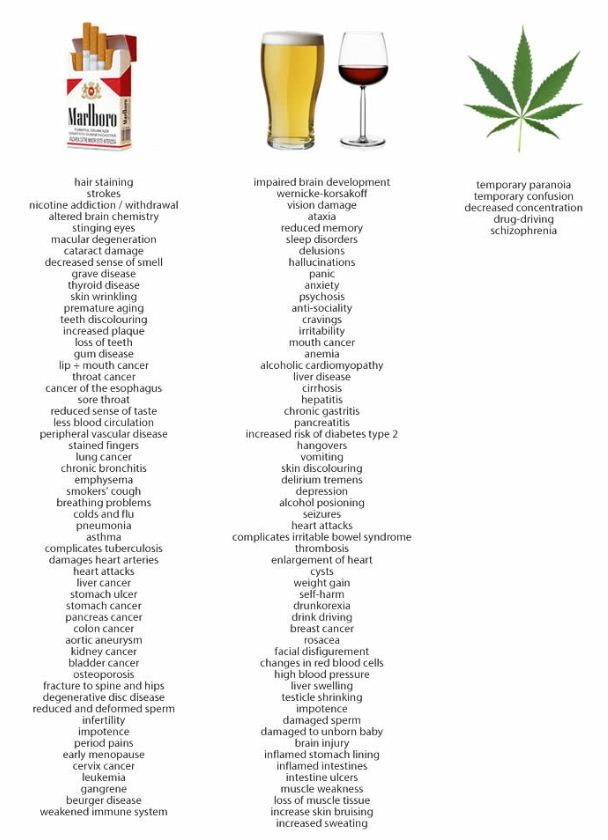 Marlboro
hair staining
strokes
nicotine addiction / withdrawal
altered brain chemistry
stinging eyes
macular degeneration
cataract damage
decreased sense of smell
grave disease
thyroid disease
skin wrinkling
premature aging
teeth discolouring
increased plaque
loss of teeth
gum disease
lip + mouth cancer
throat cancer
cancer of the esophagus
sore throat
reduced sense of taste
less blood circulation
peripheral vascular disease
stained fingers
lung cancer
chronic bronchitis
emphysema
smokers' cough
breathing problems
colds and flu
pneumonia
asthma
complicates tuberculosis
damages heart arteries
heart attacks
liver cancer
stomach ulcer
stomach cancer
pancreas cancer
colon cancer
aortic aneurysm
kidney cancer
bladder cancer
osteoporosis
fracture to spine and hips
degenerative disc disease
reduced and deformed sperm
infertility
impotence
period pains
early menopause
cervix cancer
leukemia
gangrene
beurger disease
weakened immune system
impaired brain development
wernicke-korsakoff
vision damage
ataxia
reduced memory
sleep disorders
delusions
hallucinations
panic
anxiety
psychosis
anti-sociality
cravings
irritability
mouth cancer
anemia
alcoholic cardiomyopathy
liver disease
cirrhosis
hepatitis
chronic gastritis
pancreatitis
increased risk of diabetes type 2
hangovers
vomiting
skin discolouring
delirium tremens
depression
alcohol posioning
seizures
heart attacks
complicates irritable bowel syndrome
thrombosis
enlargement of heart
cysts
weight gain
self-harm
drunkorexia
drink driving
breast cancer
rosacea
facial disfigurement
changes in red blood cells
high blood pressure
liver swelling
testicle shrinking
impotence
damaged sperm
damaged to unborn baby
brain injury
inflamed stomach lining
inflamed intestines
intestine ulcers
muscle weakness
loss of muscle tissue
increase skin bruising
increased sweating
temporary paranoia
temporary confusion
decreased concentration
drug-driving
schizophrenia